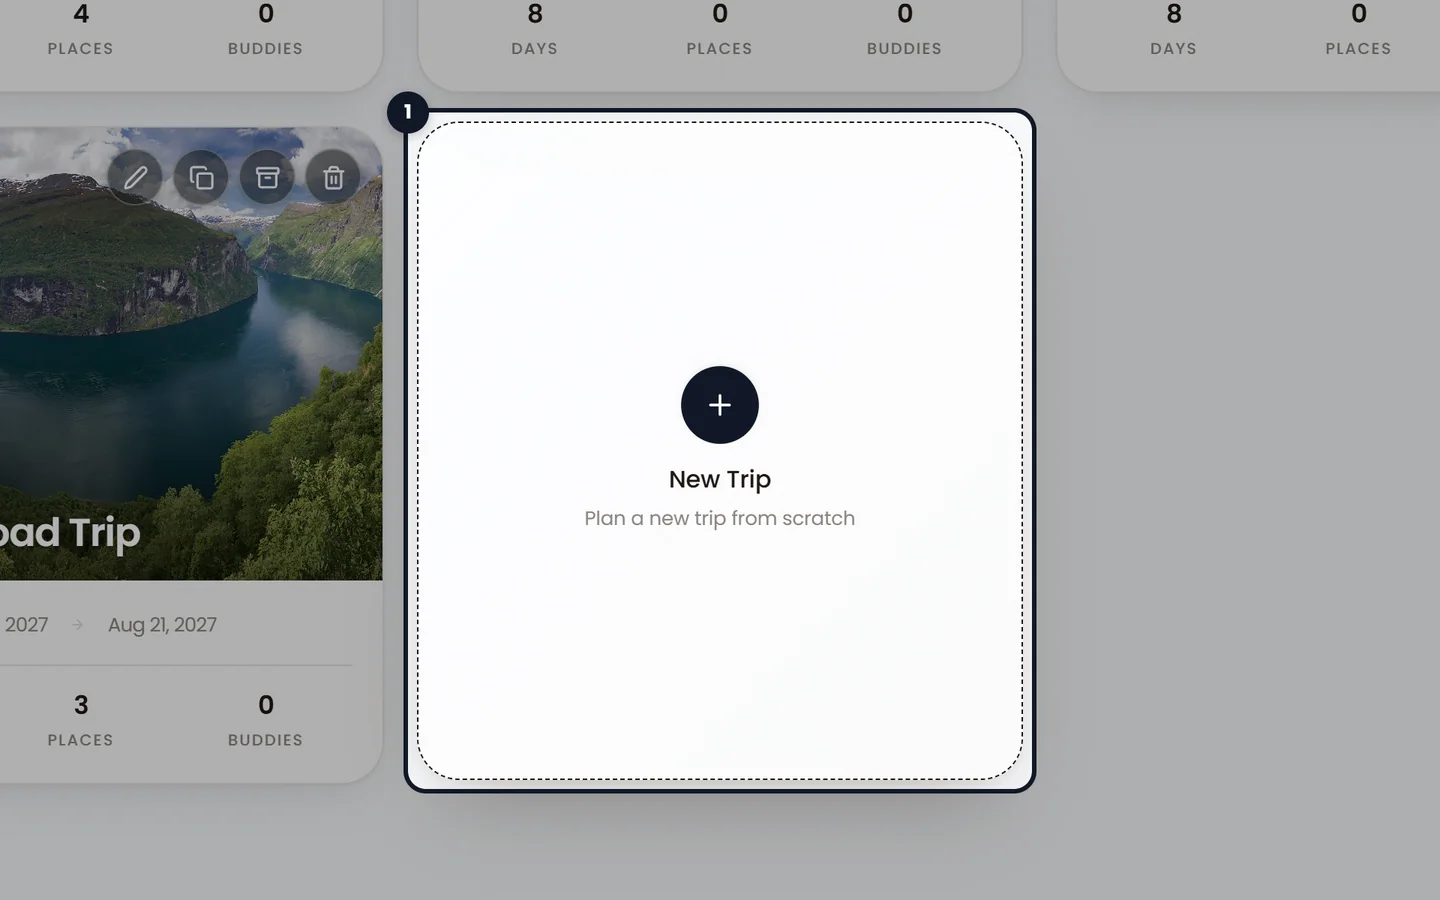 4 0 8 0 0 8 0
PLACES BUDDIES DAYS PLACES BUDDIES DAYS PLACES
1
New Trip
Plan a new trip from scratch
oad Trip
2027 → Aug 21, 2027
3 0
PLACES BUDDIES